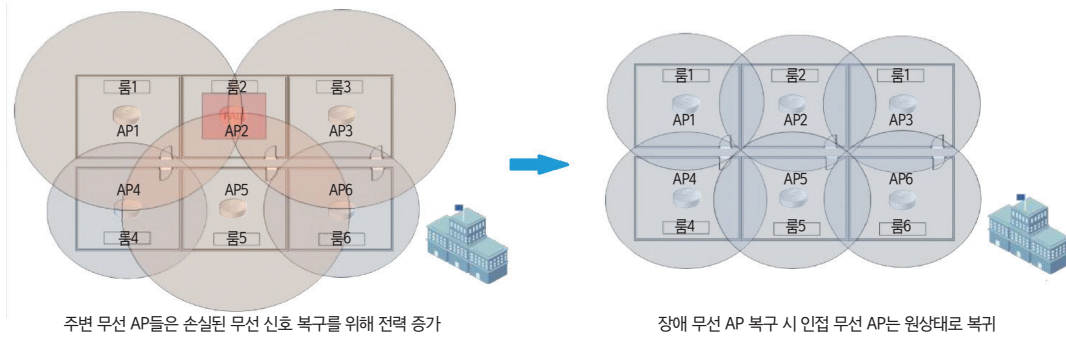 룸1 룸2 룸3
AP1 AP2 AP3
AP4 AP5 AP6
룸4 룸5 룸6
주변 무선 AP들은 손실된 무선 신호 복구를 위해 전력 증가
룸1 룸2 룸1
AP1 AP2 AP3
AP4 AP5 AP6
룸4 룸5 룸6
장애 무선 AP 복구 시 인접 무선 AP는 원상태로 복귀